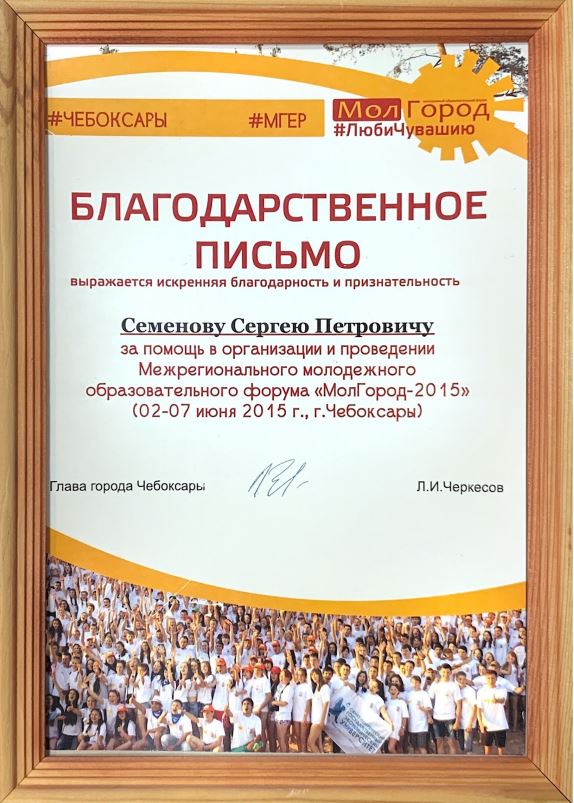 #ЧЕБОКСАРЫ #МГЕР
МолГород
#ЛюбиЧувашию
БЛАГОДАРСТВЕННОЕ
ПИСЬМО
выражается искренняя благодарность и признательность
Семенову Сергею Петровичу
за помощь в организации и проведении
Межрегионального молодежного
образовательного форума «МолГород-2015»
(02-07 июня 2015 г., г.Чебоксары)
Глава города Чебоксары Л.И.Черкесов
УНИВЕРСИТЕТ